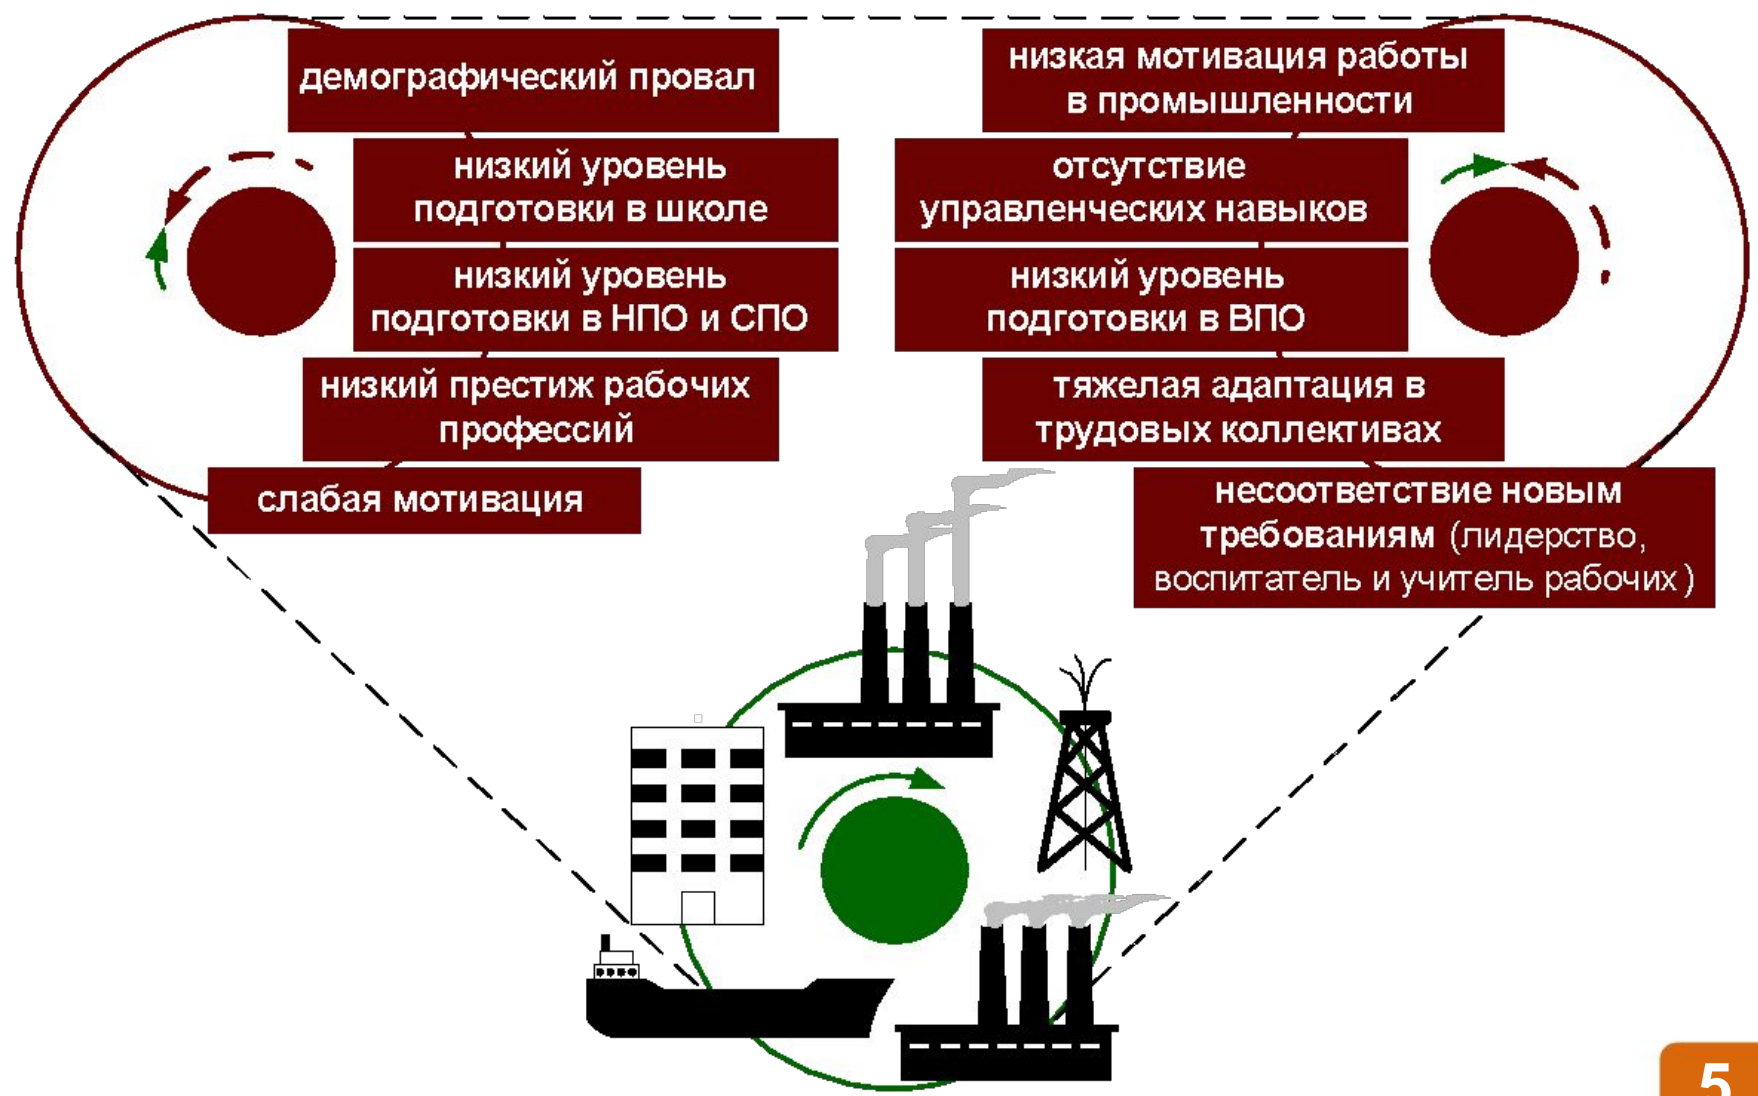 демографический провал
низкий уровень
подготовки в школе
низкий уровень
подготовки в НПО и СПО
низкий престиж рабочих
профессий
слабая мотивация
низкая мотивация работы
в промышленности
отсутствие
управленческих навыков
низкий уровень
подготовки в ВПО
тяжелая адаптация в
трудовых коллективах
несоответствие новым
требованиям (лидерство,
воспитатель и учитель рабочих)
5